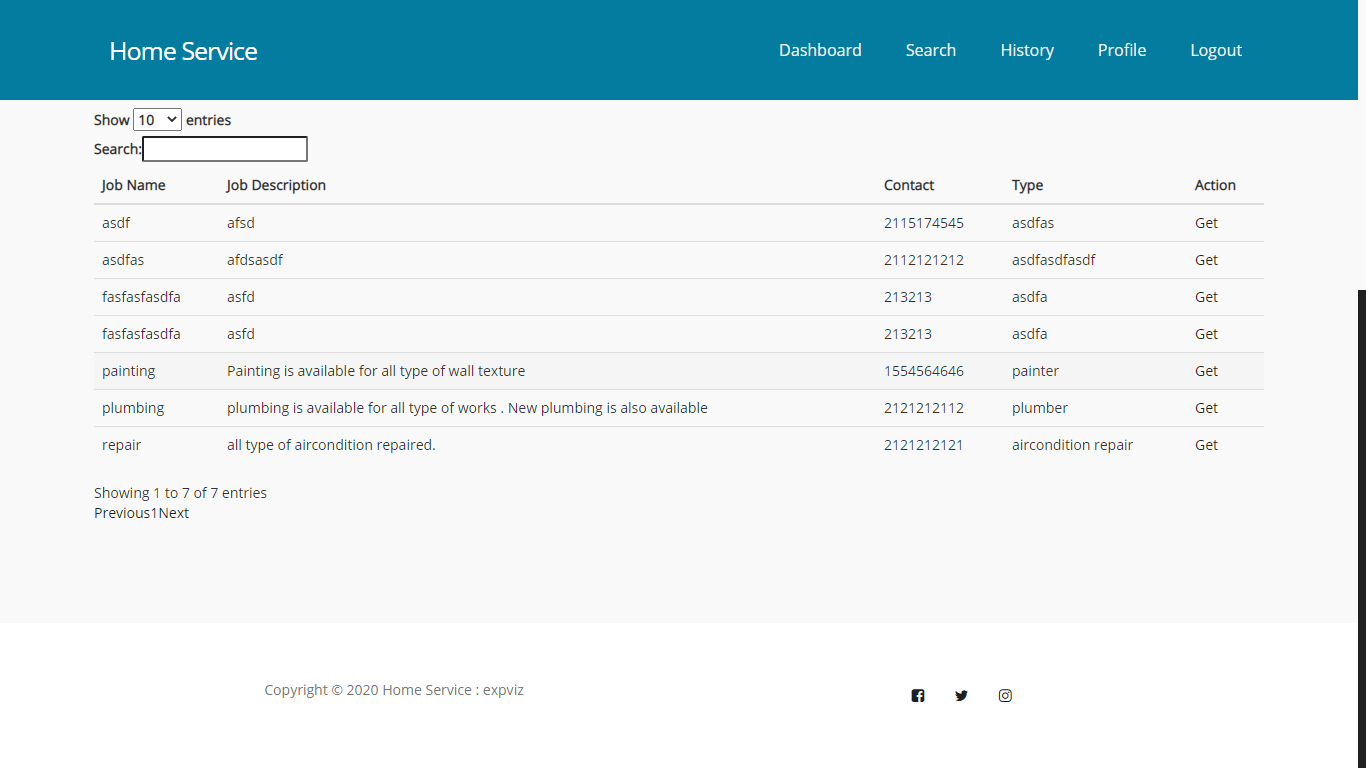 Home Service Dashboard Search History Profile Logout
Show 10 entries
Search:
Job Name Job Description Contact Type Action
asdf afsd 2115174545 asdfas Get
asdfas afdsasdf 2112121212 asdfasdfasdf Get
fasfasfasdfa asfd 213213 asdfa Get
fasfasfasdfa asfd 213213 asdfa Get
painting Painting is available for all type of wall texture 1554564646 painter Get
plumbing plumbing is available for all type of works . New plumbing is also available 2121212112 plumber Get
repair all type of aircondition repaired. 2121212121 aircondition repair Get
Showing 1 to 7 of 7 entries
Previous1Next
Copyright © 2020 Home Service : expviz